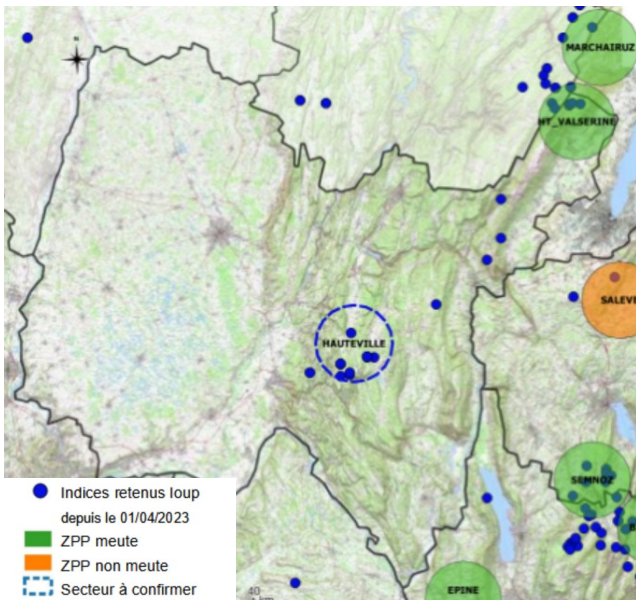 N
MARCHAIRUZ
HT_VALSERINE
SALEVE
HAUTEVILLE
SEMNOZ
EPINE
40
Indices retenus loup
depuis le 01/04/2023
ZPP meute
ZPP non meute
Secteur à confirmer